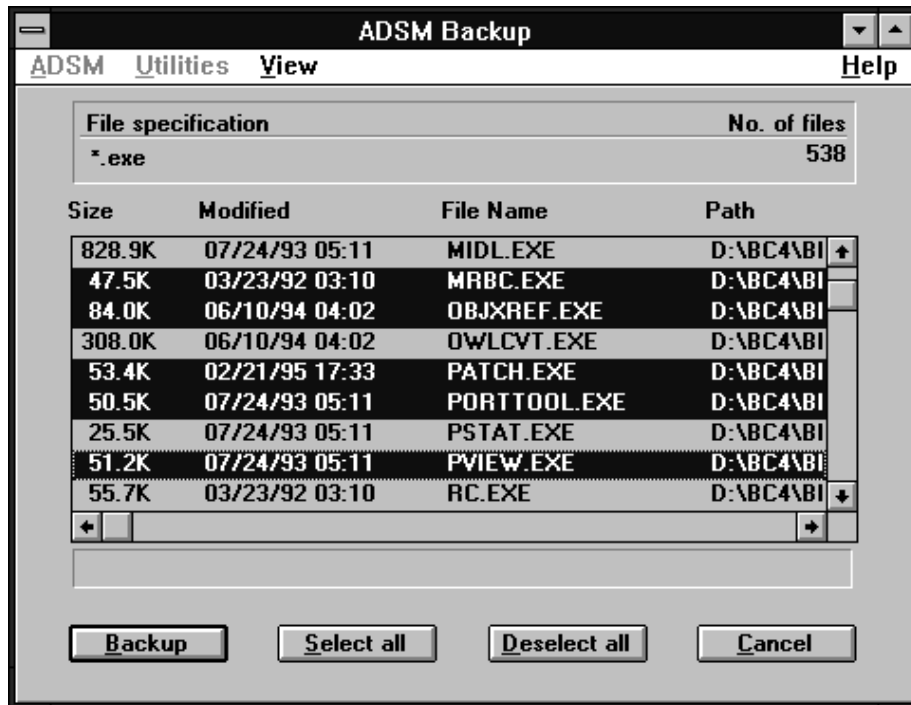 ADSM Backup
ADSM Utilities View Help
File specification No. of files
*.exe 538
Size Modified File Name Path
828.9K 07/24/93 05:11 MIDL.EXE D:\BC4\BI
47.5K 03/23/92 03:10 MRBC.EXE D:\BC4\BI
84.0K 06/10/94 04:02 OBJXREF.EXE D:\BC4\BI
308.0K 06/10/94 04:02 OWLCVT.EXE D:\BC4\BI
53.4K 02/21/95 17:33 PATCH.EXE D:\BC4\BI
50.5K 07/24/93 05:11 PORTTOOL.EXE D:\BC4\BI
25.5K 07/24/93 05:11 PSTAT.EXE D:\BC4\BI
51.2K 07/24/93 05:11 PVIEW.EXE D:\BC4\BI
55.7K 03/23/92 03:10 RC.EXE D:\BC4\BI
Backup Select all Deselect all Cancel